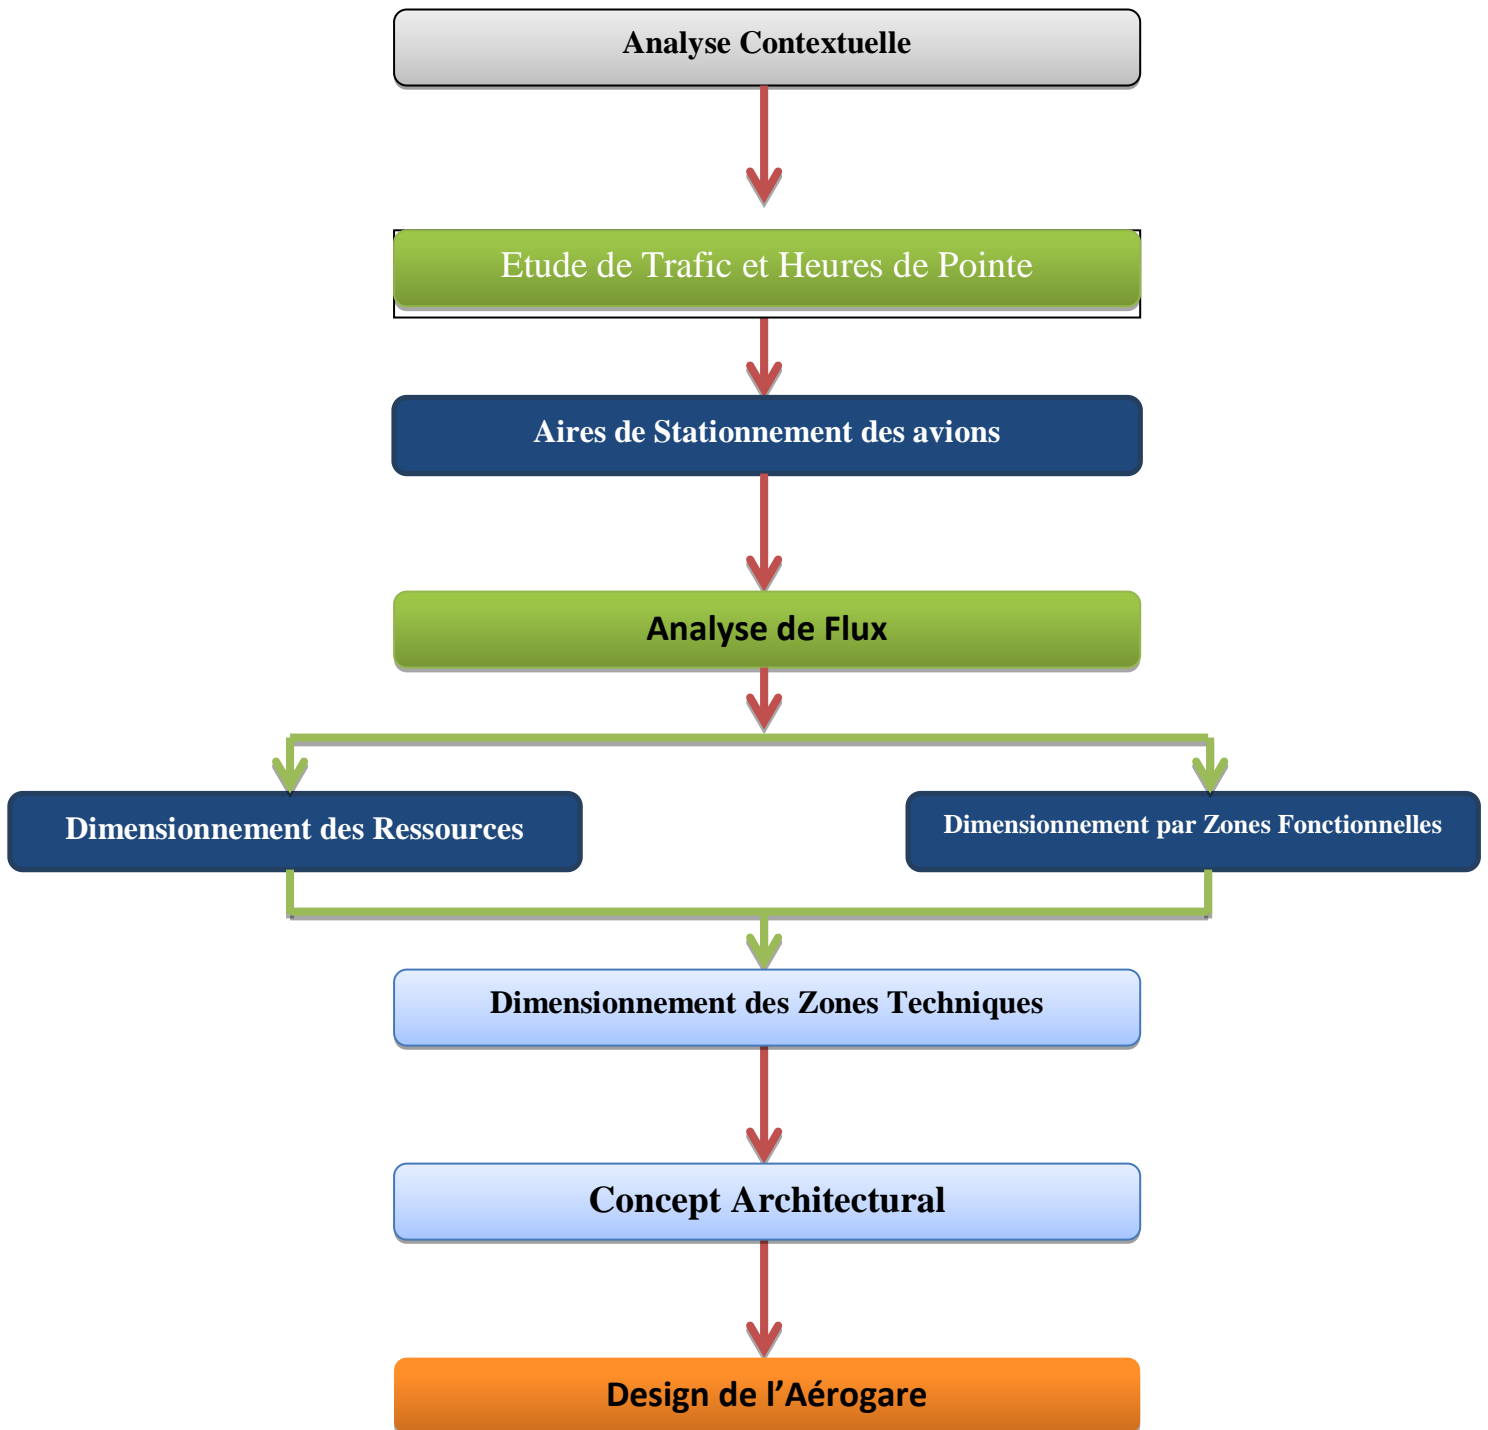 Analyse Contextuelle
Etude de Trafic et Heures de Pointe
Aires de Stationnement des avions
Analyse de Flux
Dimensionnement des Ressources
Dimensionnement par Zones Fonctionnelles
Dimensionnement des Zones Techniques
Concept Architectural
Design de l’Aérogare